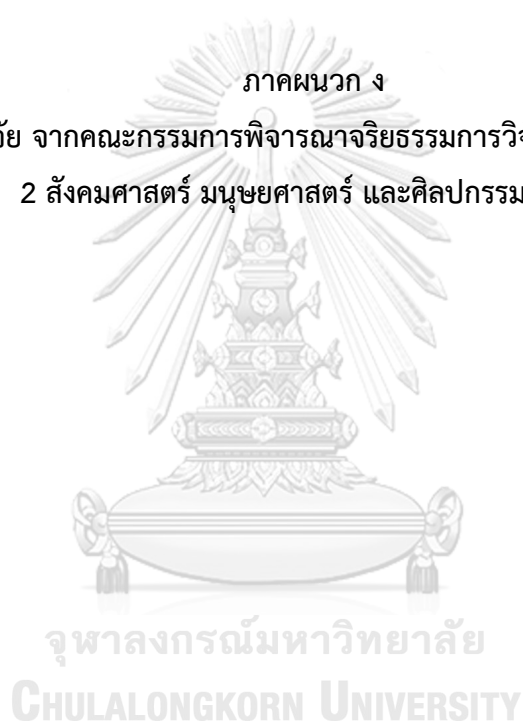 ภาคผนวก ง
จากคณะกรรมการพิจารณาจริยธรรมการวิจ
2 สังคมศาสตร์ มนุษยศาสตร์ และศิลปกรรม
จุฬาลงกรณ์มหาวิทยาลัย
CHULALONGKORN UNIVERSITY